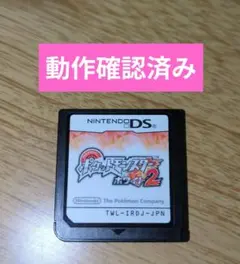 動作確認済み
NINTENDO DS
ポケットモンスター
ホワイト2
Nintendo
The Pokémon Company
TWL-IRDJ-JPN